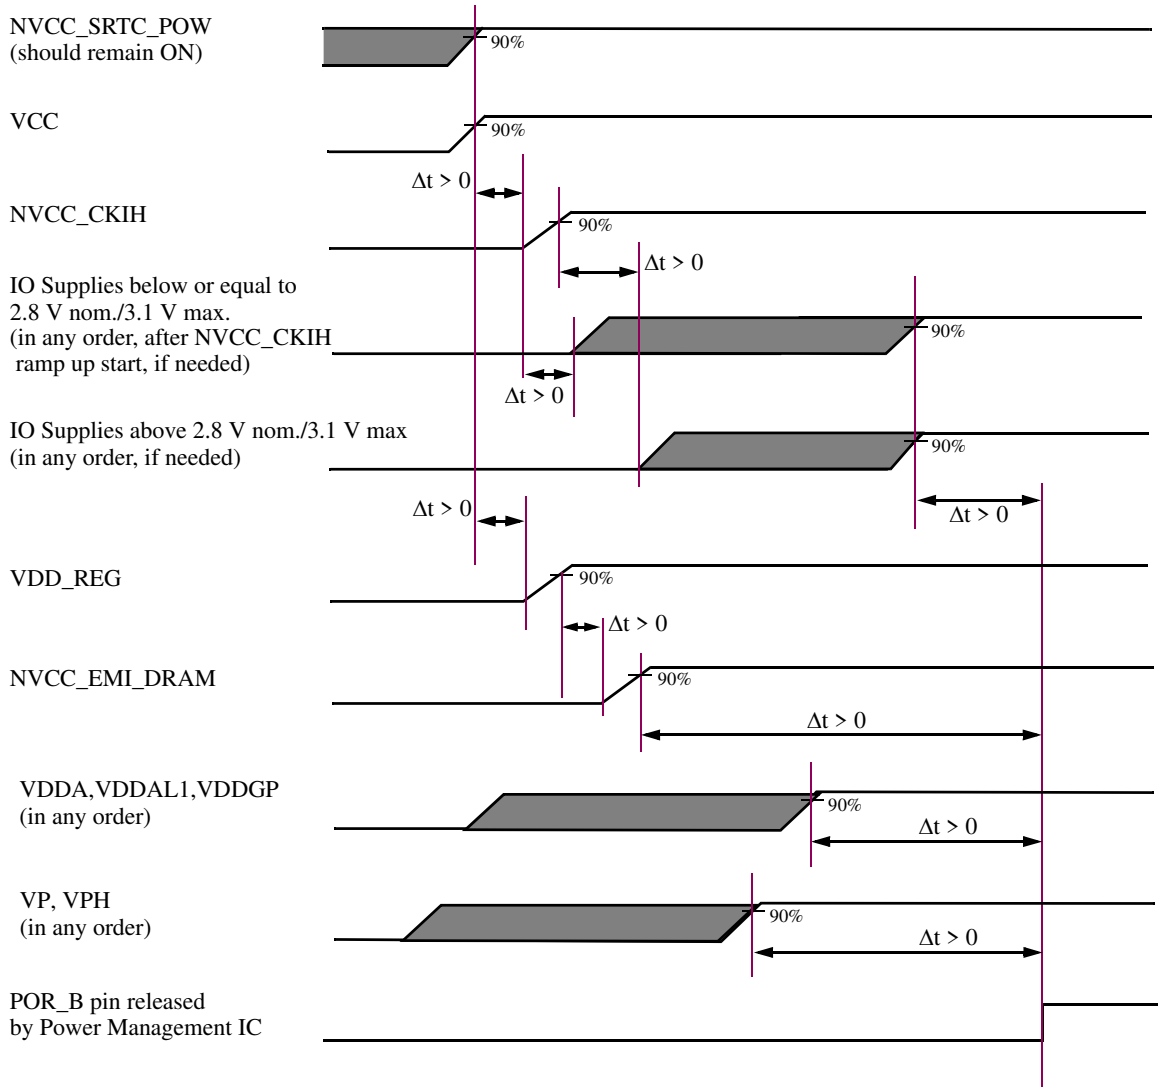 NVCC_SRTC_POW
(should remain ON)
90%
VCC
90%
Δt > 0
NVCC_CKIH
90%
Δt > 0
IO Supplies below or equal to
2.8 V nom./3.1 V max.
(in any order, after NVCC_CKIH
ramp up start, if needed)
90%
Δt > 0
IO Supplies above 2.8 V nom./3.1 V max
(in any order, if needed)
90%
Δt > 0
Δt > 0
VDD_REG
90%
Δt > 0
NVCC_EMI_DRAM
90%
Δt > 0
VDDA,VDDAL1,VDDGP
(in any order)
90%
Δt > 0
VP, VPH
(in any order)
90%
Δt > 0
POR_B pin released
by Power Management IC